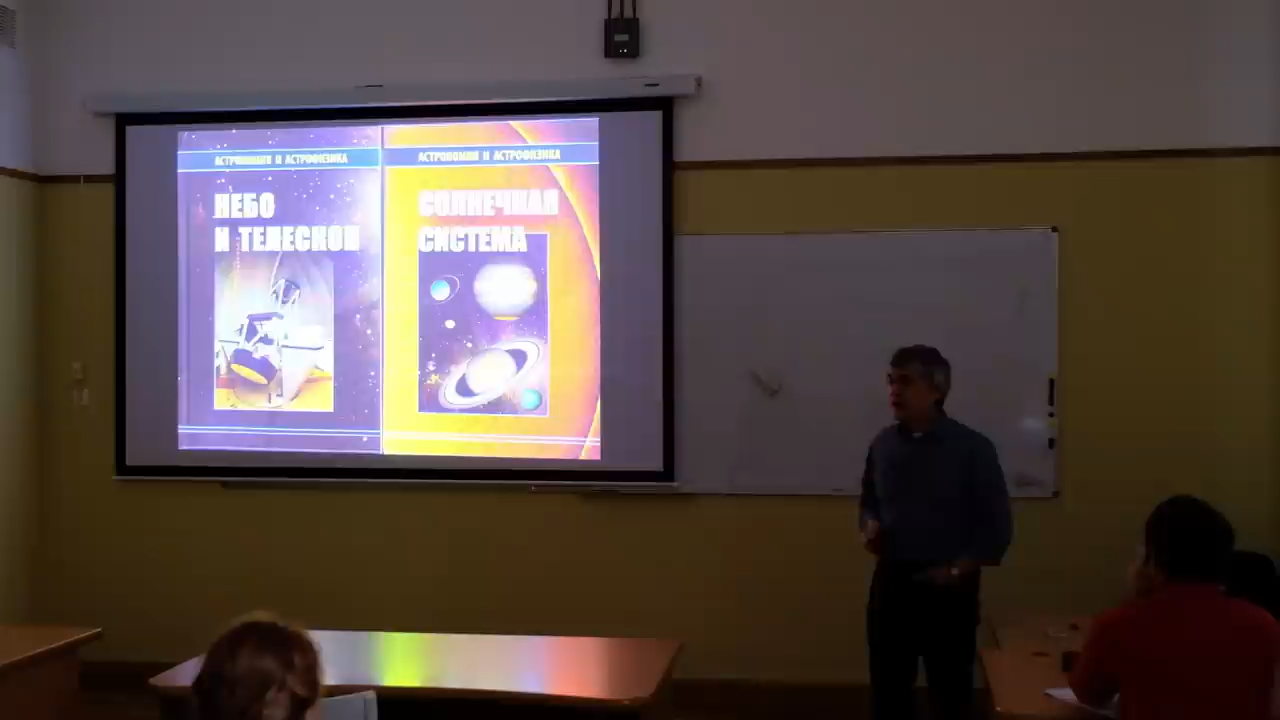 АСТРОНОМИЯ И АСТРОФИЗИКА
НЕБО
И ТЕЛЕСКОП
АСТРОНОМИЯ И АСТРОФИЗИКА
СОЛНЕЧНАЯ
СИСТЕМА